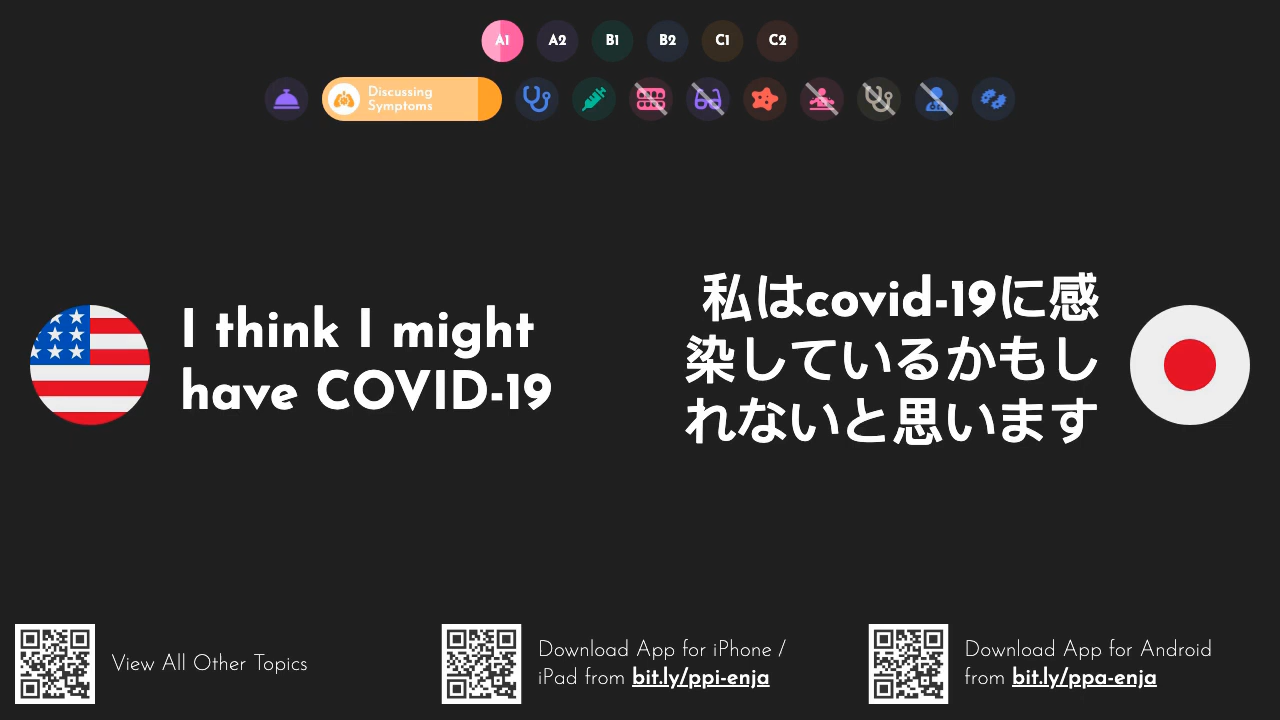 A1
A2
B1
B2
C1
C2
Discussing
Symptoms
I think I might
have COVID-19
私はcovid-19に感
染しているかもし
れないと思います
View All Other Topics
Download App for iPhone /
iPad from bit.ly/ppi-enja
Download App for Android
from bit.ly/ppa-enja